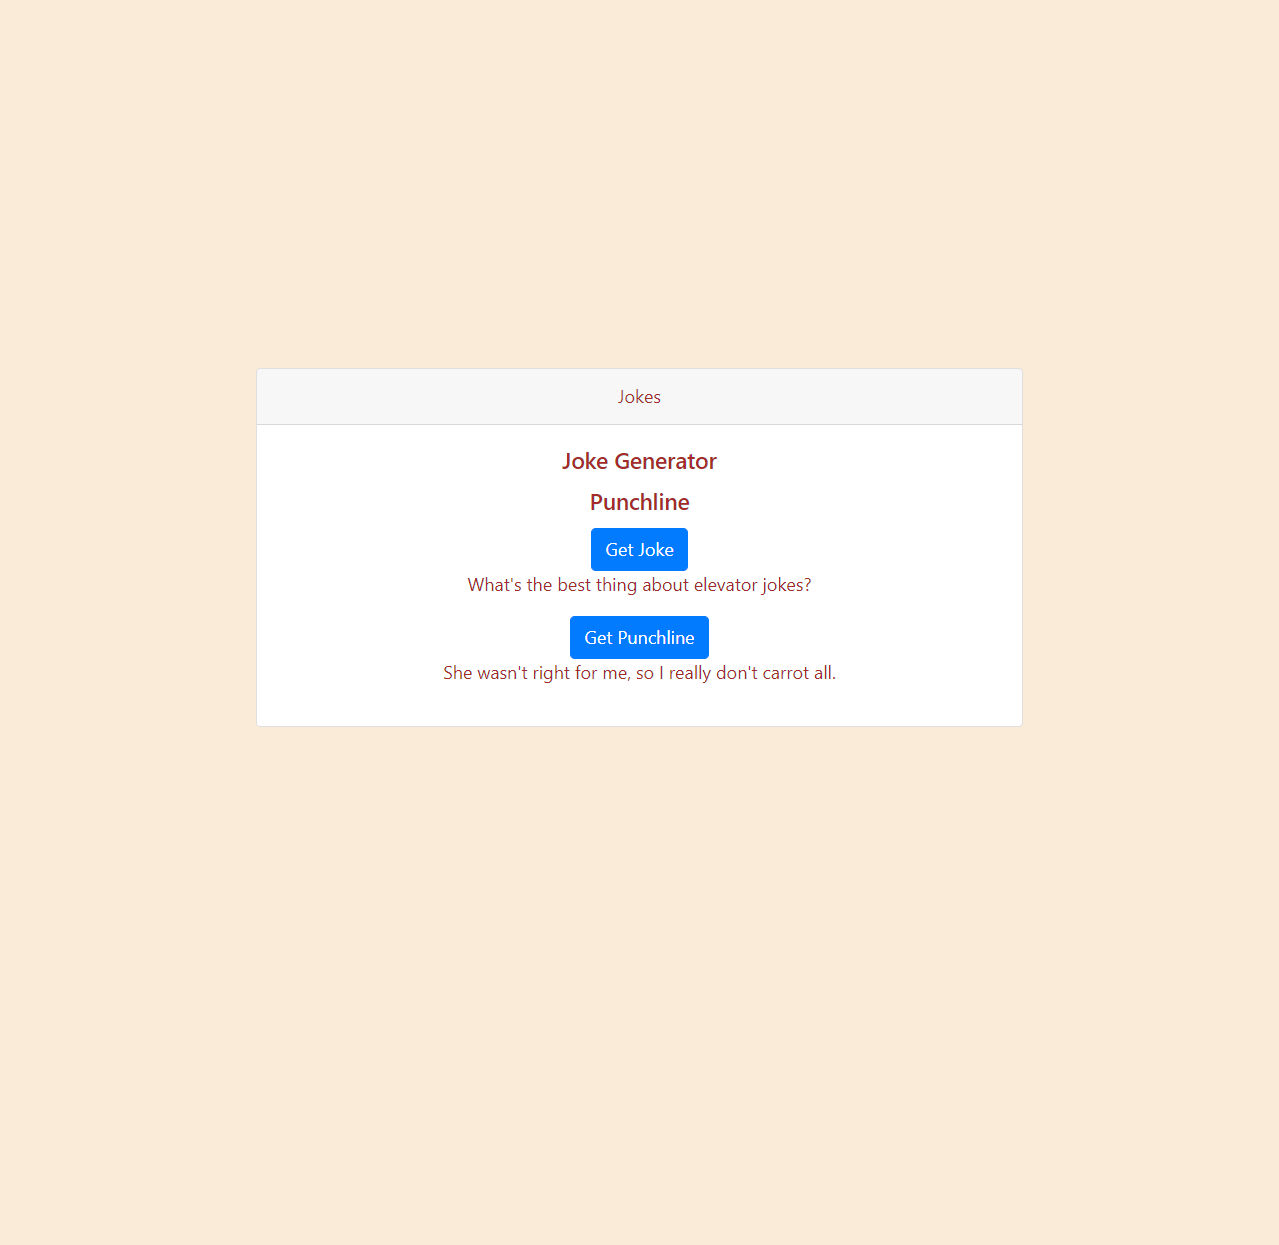 Jokes
Joke Generator
Punchline
Get Joke
What's the best thing about elevator jokes?
Get Punchline
She wasn't right for me, so I really don't carrot all.